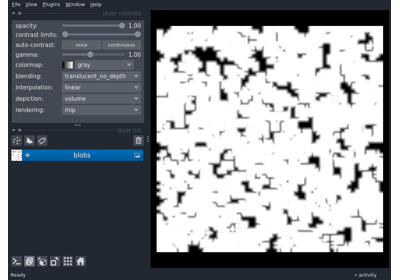 File View Plugins Window Help
layer controls
opacity: 1.00
contrast limits:
auto-contrast: once continuous
gamma: 1.00
colormap: gray
blending: translucent_no_depth
interpolation: linear
depiction: volume
rendering: mip
layer list
blobs
Ready activity